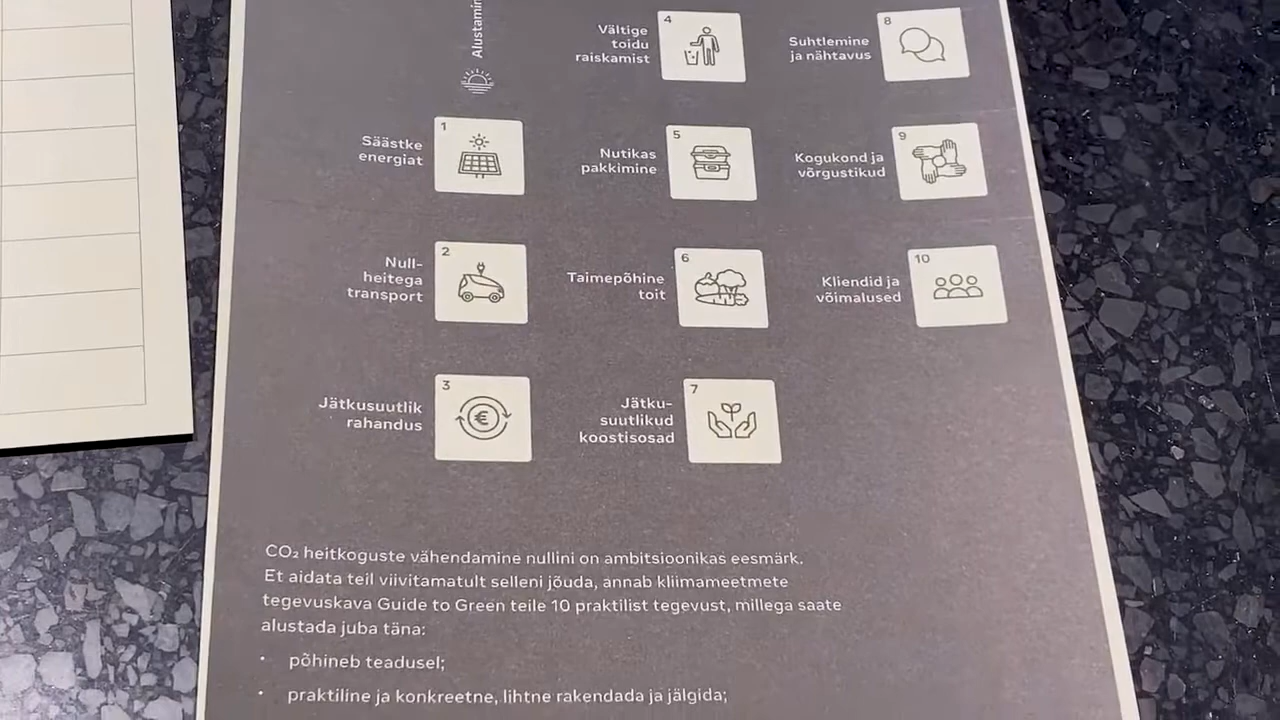 Alustamin
1
Säästke
energiat
2
Null-
heitega
transport
3
Jätkusuutlik
rahandus
4
Vältige
toidu
raiskamist
5
Nutikas
pakkimine
6
Taimepõhine
toit
7
Jätku-
suutlikud
koostisosad
8
Suhtlemine
ja nähtavus
9
Kogukond ja
võrgustikud
10
Kliendid ja
võimalused
CO₂ heitkoguste vähendamine nullini on ambitsioonikas eesmärk.
Et aidata teil viivitamatult selleni jõuda, annab kliimameetmete
tegevuskava Guide to Green teile 10 praktilist tegevust, millega saate
alustada juba täna:
• põhineb teadusel;
• praktiline ja konkreetne, lihtne rakendada ja jälgida;